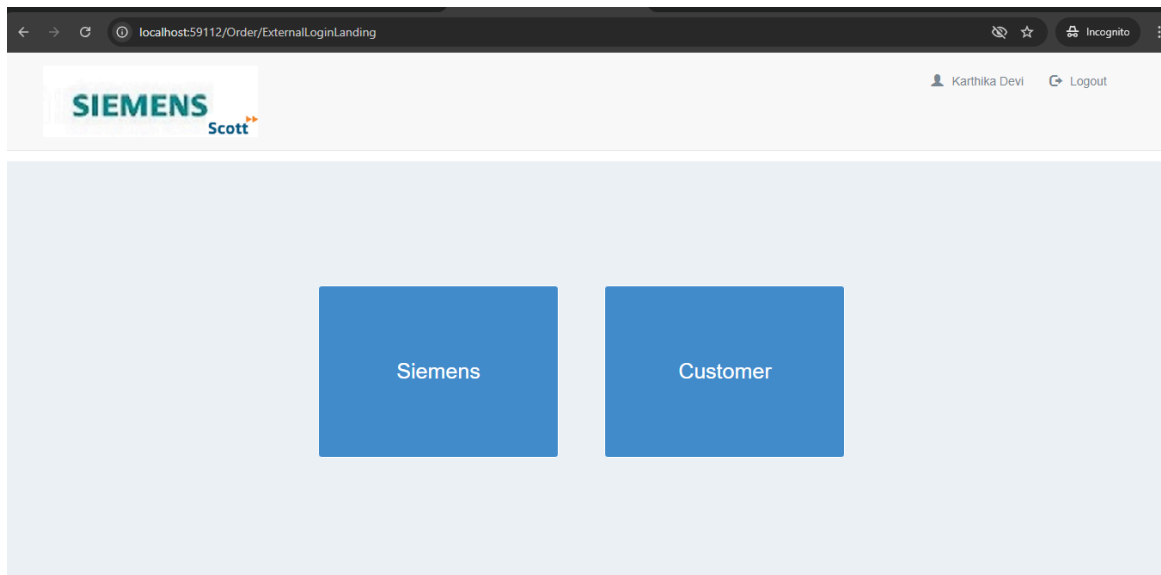 localhost:59112/Order/ExternalLoginLanding
Incognito
SIEMENS
Scott
Karthika Devi
Logout
Siemens
Customer